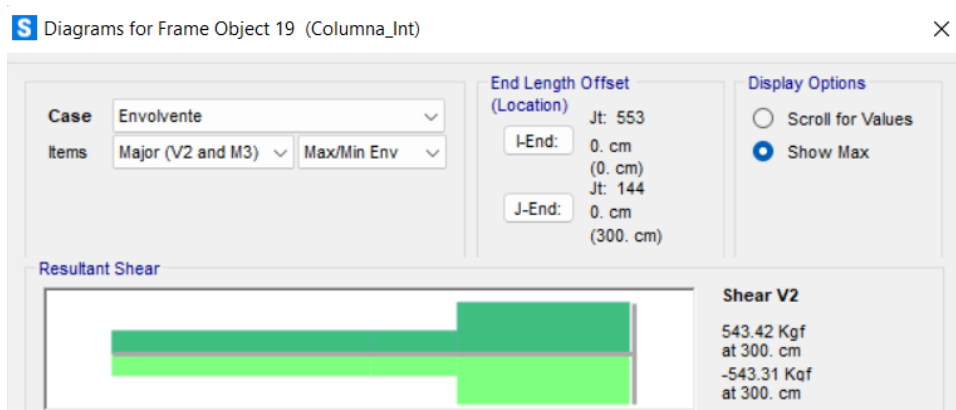 S Diagrams for Frame Object 19 (Columna_Int)
Case Envolvente
Items Major (V2 and M3) Max/Min Env
End Length Offset
(Location)
Jt: 553
I-End: 0. cm
(0. cm)
Jt: 144
J-End: 0. cm
(300. cm)
Display Options
Scroll for Values
Show Max
Resultant Shear
Shear V2
543.42 Kgf
at 300. cm
-543.31 Kgf
at 300. cm